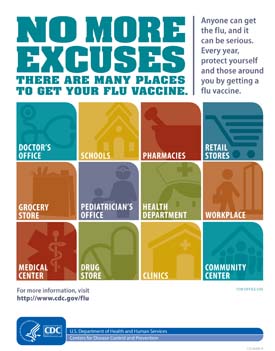 NO MORE
EXCUSES
THERE ARE MANY PLACES
TO GET YOUR FLU VACCINE.
Anyone can get
the flu, and it
can be serious.
Every year,
protect yourself
and those around
you by getting a
flu vaccine.
DOCTOR'S
OFFICE
SCHOOLS
PHARMACIES
RETAIL
STORES
GROCERY
STORE
PEDIATRICIAN'S
OFFICE
HEALTH
DEPARTMENT
WORKPLACE
MEDICAL
CENTER
DRUG
STORE
CLINICS
COMMUNITY
CENTER
For more information, visit
http://www.cdc.gov/flu
CDC
U.S. Department of Health and Human Services
Centers for Disease Control and Prevention